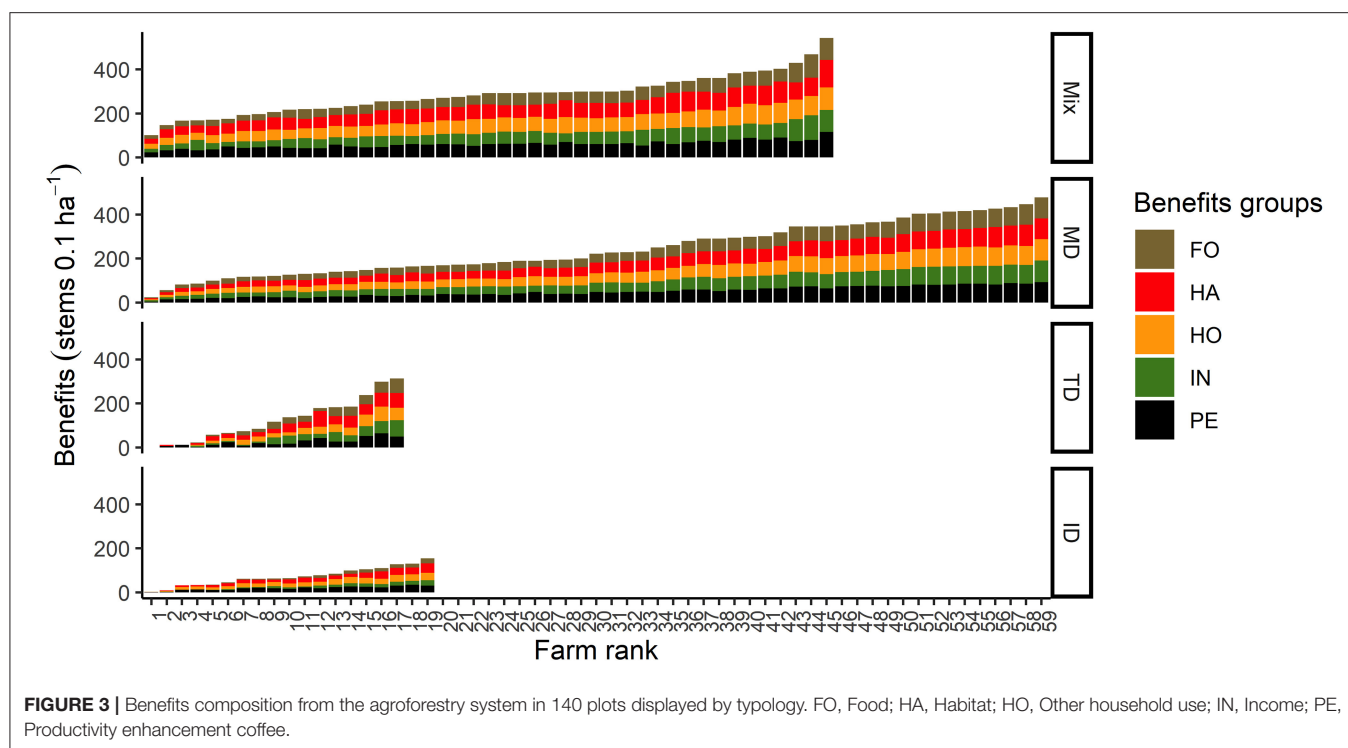 Benefits (stems 0.1 ha⁻¹)
400
200
0
Mix
400
200
0
MD
400
200
0
TD
400
200
0
ID
1 2 3 4 5 6 7 8 9 10 11 12 13 14 15 16 17 18 19 20 21 22 23 24 25 26 27 28 29 30 31 32 33 34 35 36 37 38 39 40 41 42 43 44 45 46 47 48 49 50 51 52 53 54 55 56 57 58 59
Farm rank
Benefits groups
FO
HA
HO
IN
PE
FIGURE 3 | Benefits composition from the agroforestry system in 140 plots displayed by typology. FO, Food; HA, Habitat; HO, Other household use; IN, Income; PE,
Productivity enhancement coffee.